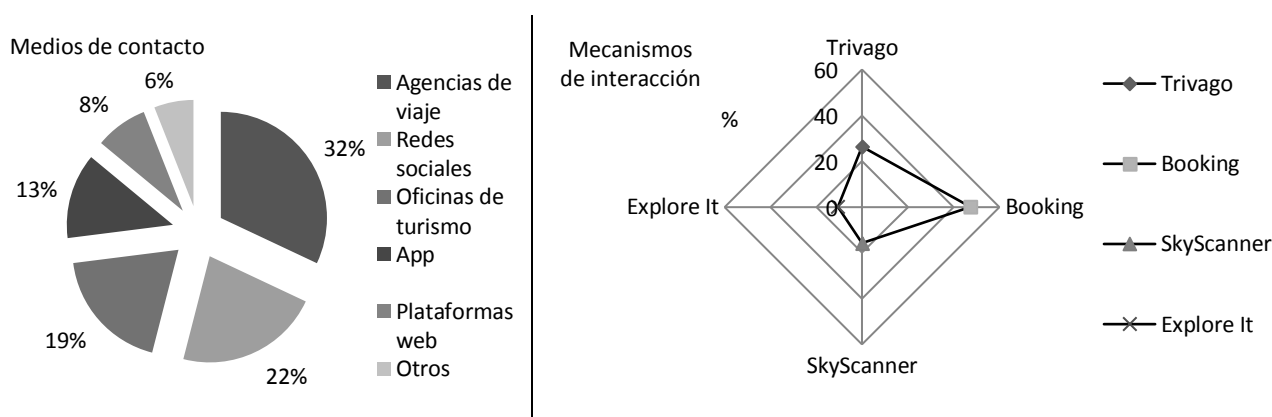 Medios de contacto
6%
8%
13%
19%
22%
32%
Agencias de
viaje
Redes
sociales
Oficinas de
turismo
App
Plataformas
web
Otros
Mecanismos
de interacción
%
Trivago
60
40
20
0
Explore It
Booking
SkyScanner
Trivago
Booking
SkyScanner
Explore It